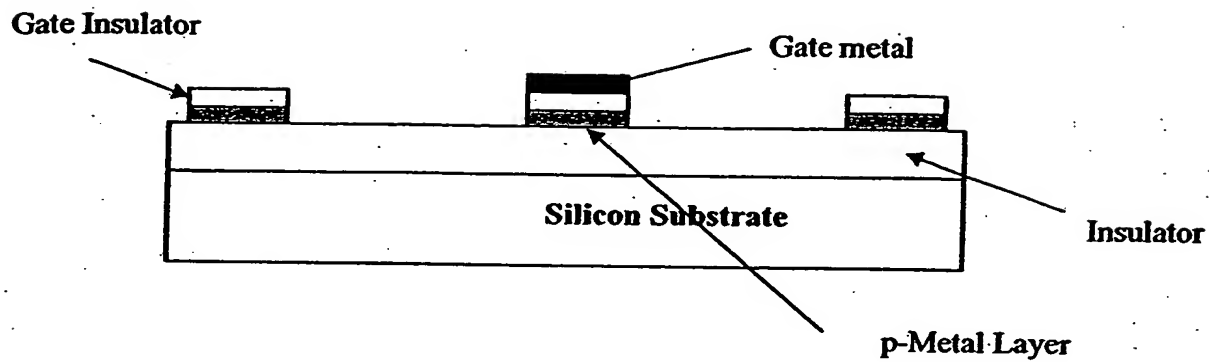 Gate Insulator
Gate metal
Silicon Substrate
Insulator
p-Metal Layer